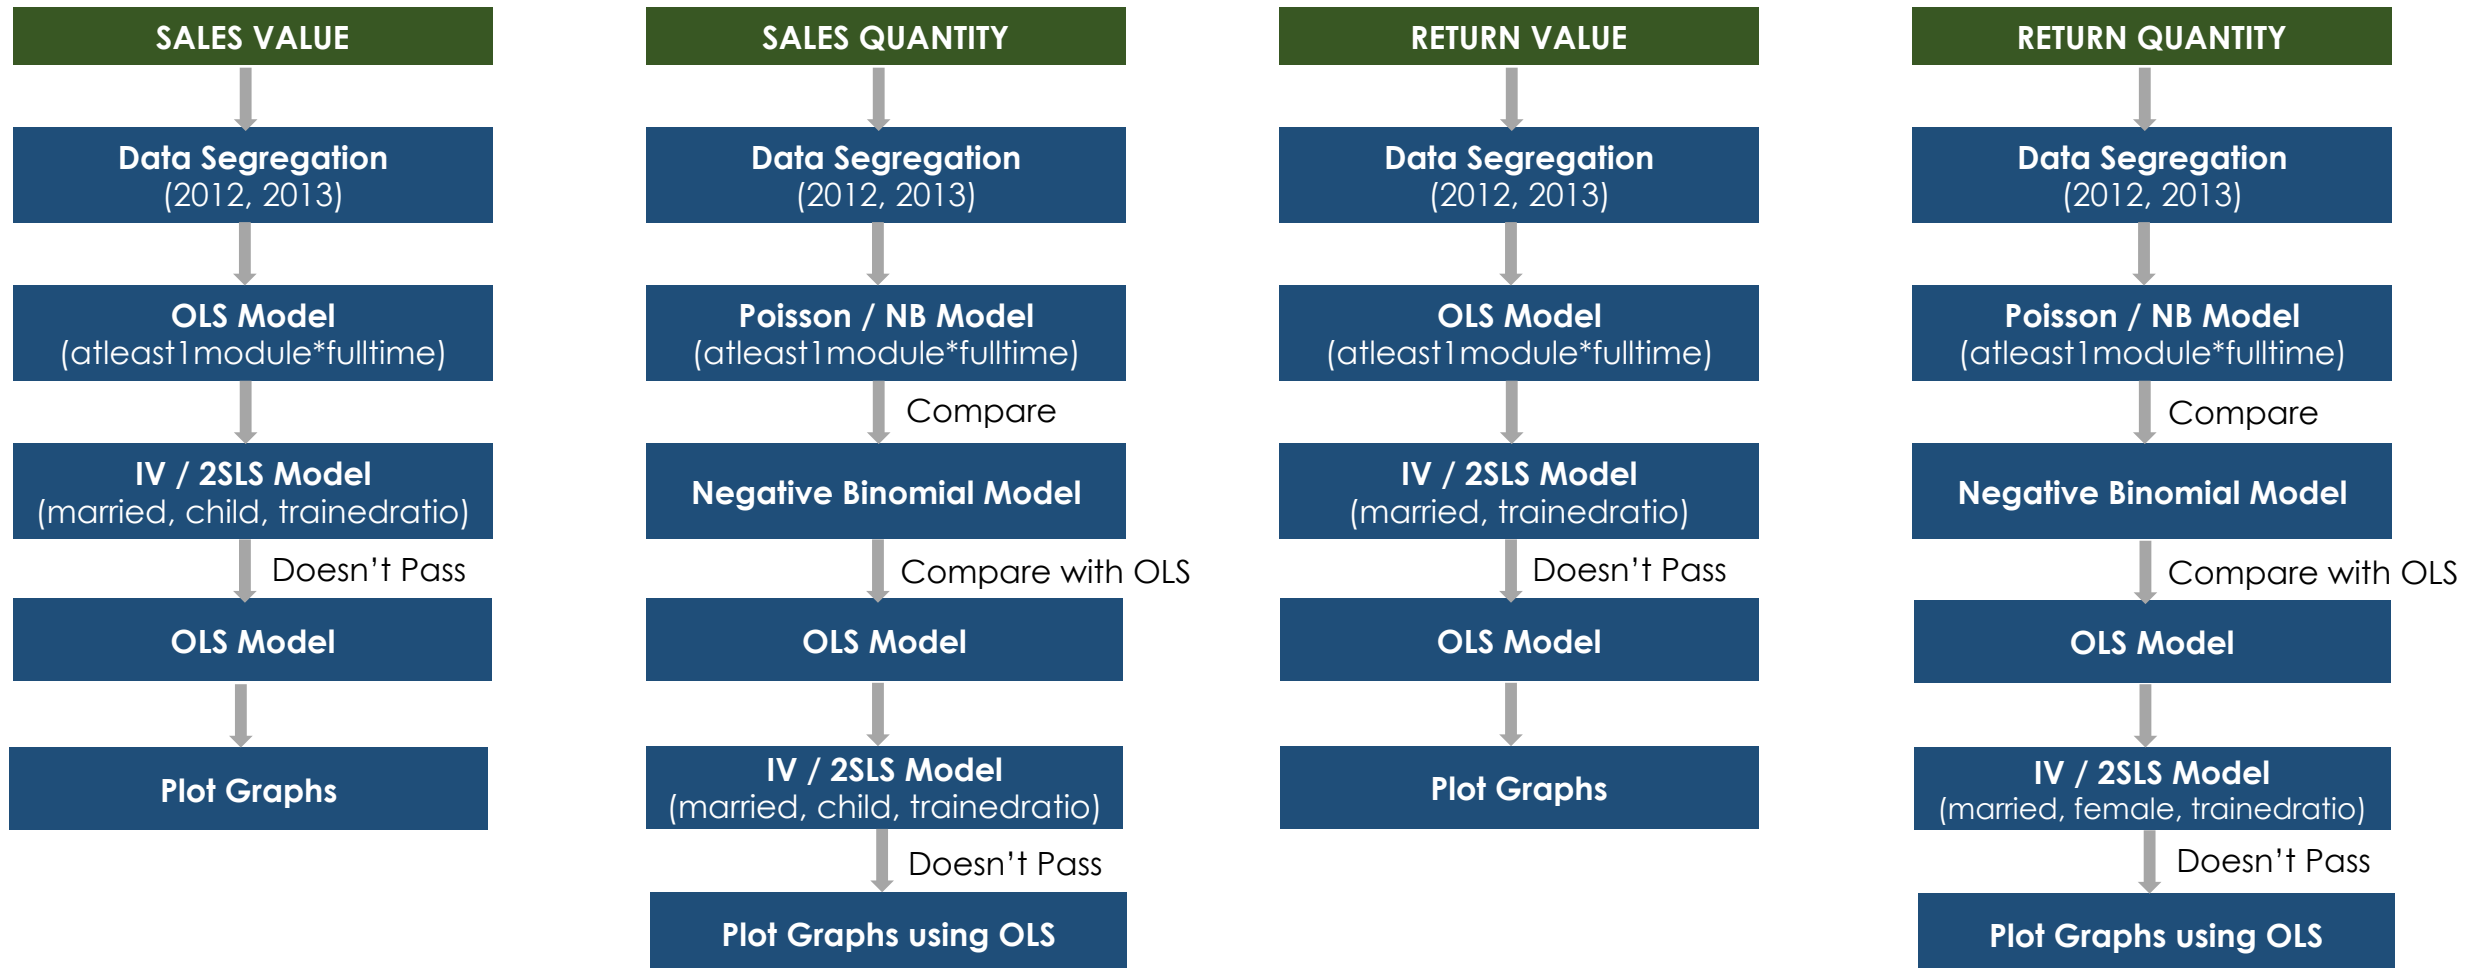 SALES VALUE
Data Segregation
(2012, 2013)
OLS Model
(atleast1module*fulltime)
IV / 2SLS Model
(married, child, trainedratio)
Doesn’t Pass
OLS Model
Plot Graphs
SALES QUANTITY
Data Segregation
(2012, 2013)
Poisson / NB Model
(atleast1module*fulltime)
Compare
Negative Binomial Model
Compare with OLS
OLS Model
IV / 2SLS Model
(married, child, trainedratio)
Doesn’t Pass
Plot Graphs using OLS
RETURN VALUE
Data Segregation
(2012, 2013)
OLS Model
(atleast1module*fulltime)
IV / 2SLS Model
(married, trainedratio)
Doesn’t Pass
OLS Model
Plot Graphs
RETURN QUANTITY
Data Segregation
(2012, 2013)
Poisson / NB Model
(atleast1module*fulltime)
Compare
Negative Binomial Model
Compare with OLS
OLS Model
IV / 2SLS Model
(married, female, trainedratio)
Doesn’t Pass
Plot Graphs using OLS